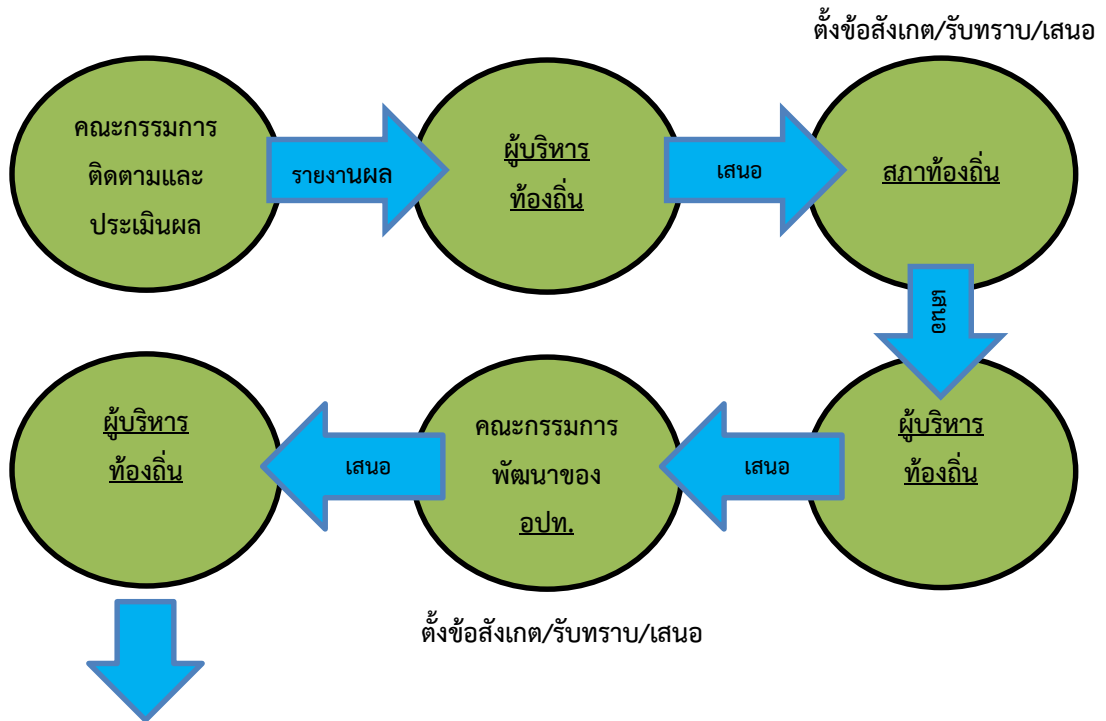 ตั้งข้อสังเกต/รับทราบ/เสนอ
คณะกรรมการ
ติดตามและ
ประเมินผล
รายงานผล
ผู้บริหาร
ท้องถิ่น
เสนอ
สภาท้องถิ่น
เสนอ
ผู้บริหาร
ท้องถิ่น
เสนอ
คณะกรรมการ
พัฒนาของ
อปท.
เสนอ
ผู้บริหาร
ท้องถิ่น
ตั้งข้อสังเกต/รับทราบ/เสนอ